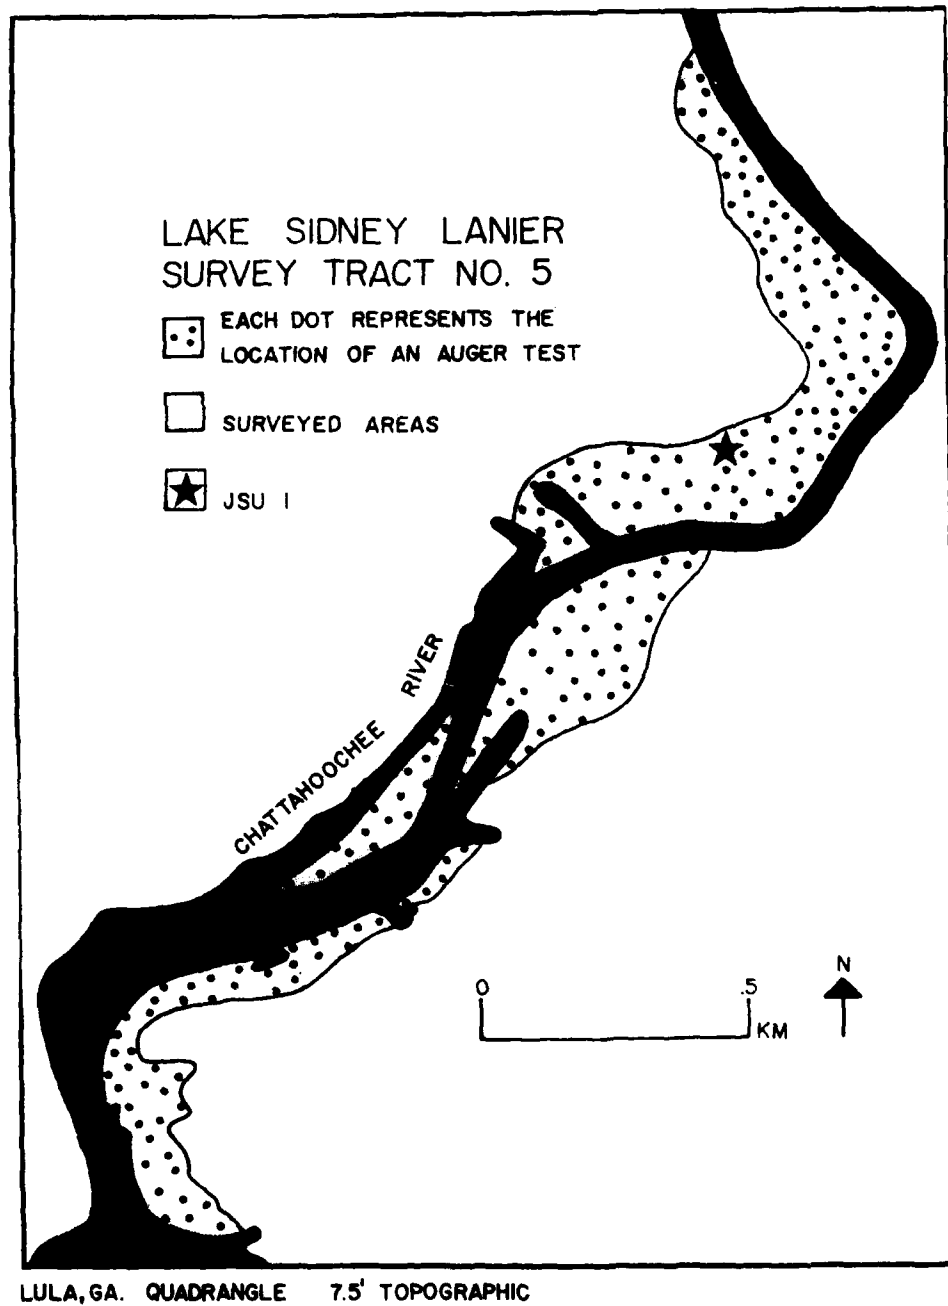 LAKE SIDNEY LANIER
SURVEY TRACT NO. 5
EACH DOT REPRESENTS THE
LOCATION OF AN AUGER TEST
SURVEYED AREAS
JSU I
CHATTAHOOCHEE RIVER
0 .5
KM
N
LULA, GA. QUADRANGLE 7.5' TOPOGRAPHIC